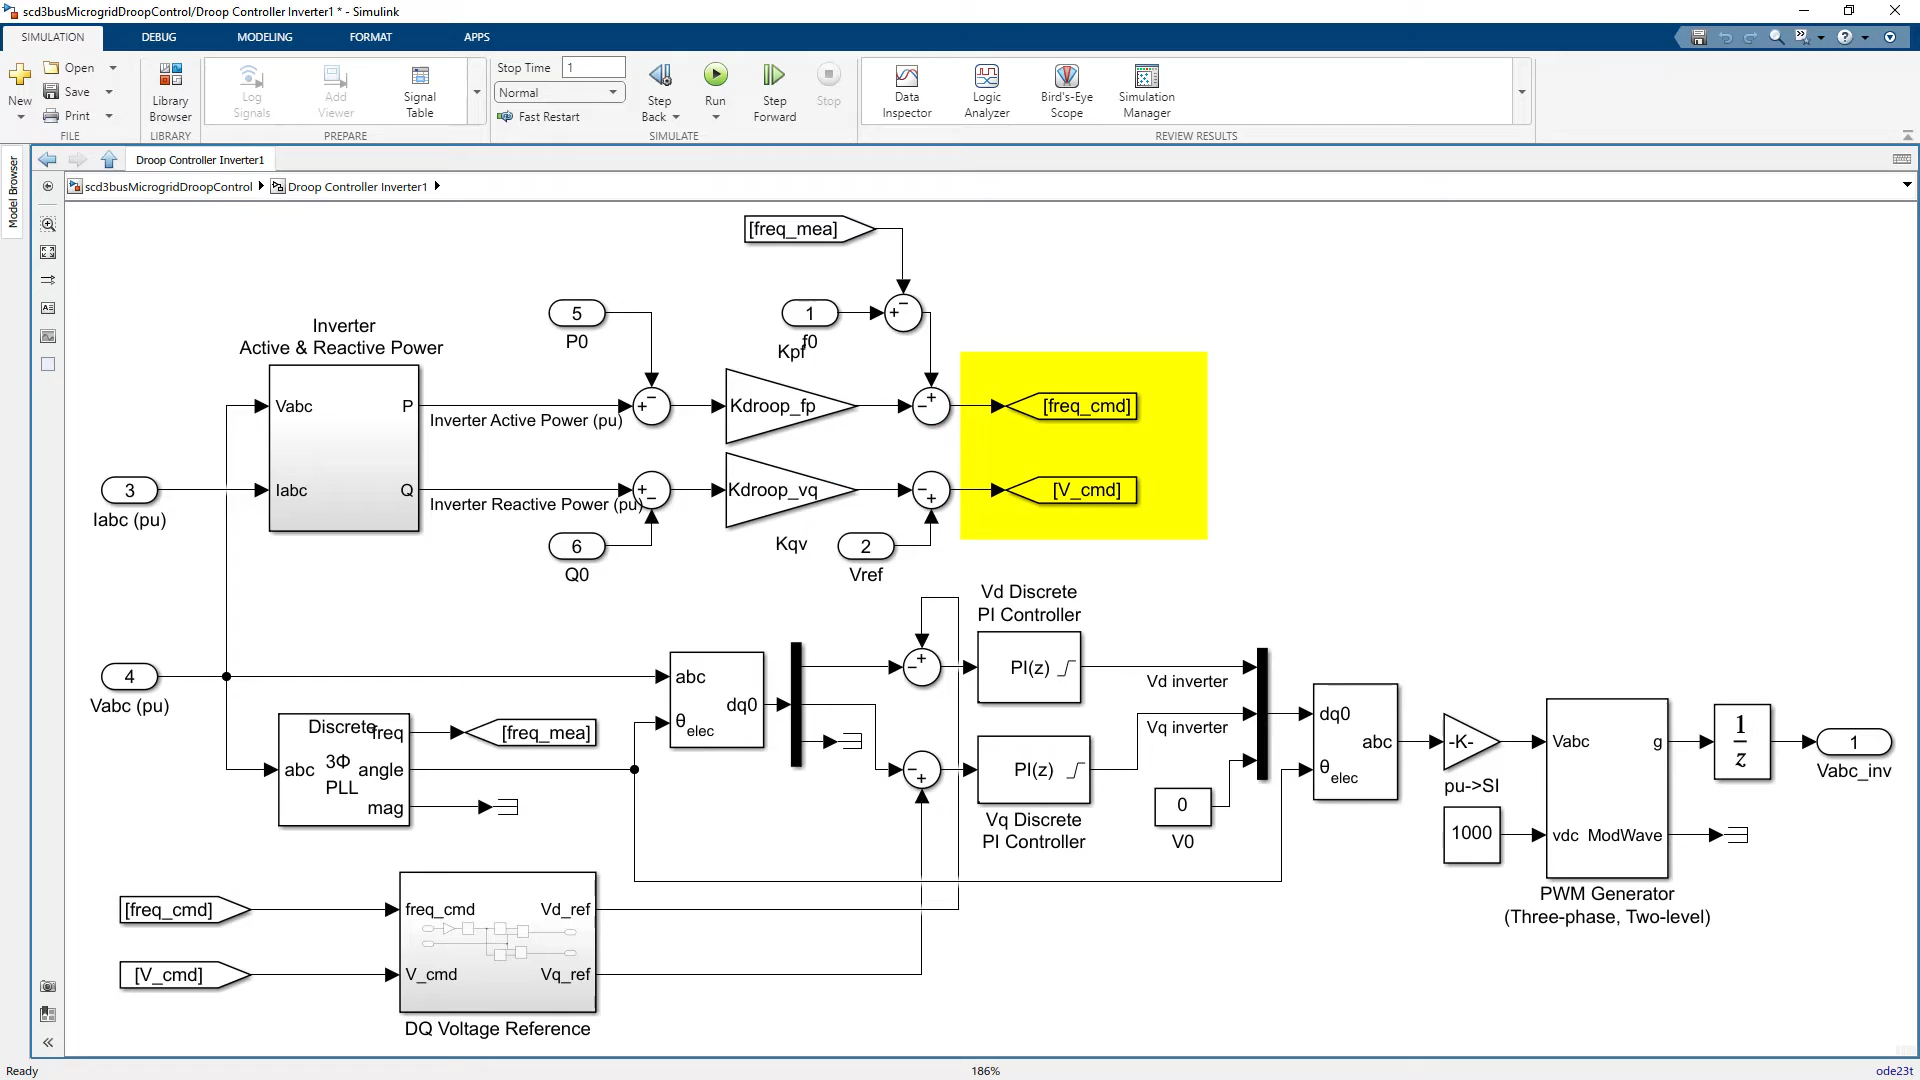 scd3busMicrogridDroopControl/Droop Controller Inverter1 * - Simulink
SIMULATION
DEBUG
MODELING
FORMAT
APPS
New
Open
Save
Print
FILE
Library
Browser
LIBRARY
Log
Signals
Add
Viewer
Signal
Table
PREPARE
Stop Time
1
Normal
Fast Restart
Step
Back
Run
Step
Forward
Stop
SIMULATE
Data
Inspector
Logic
Analyzer
Bird's-Eye
Scope
Simulation
Manager
REVIEW RESULTS
Model Browser
Droop Controller Inverter1
scd3busMicrogridDroopControl
Droop Controller Inverter1
[freq_mea]
5
P0
1
f0
Kpf
Inverter
Active & Reactive Power
Vabc
P
Iabc
Q
Inverter Active Power (pu)
Kdroop_fp
[freq_cmd]
3
Iabc (pu)
Inverter Reactive Power (pu)
Kdroop_vq
[V_cmd]
6
Q0
Kqv
2
Vref
Vd Discrete
PI Controller
PI(z)
Vd inverter
4
Vabc (pu)
abc
dq0
θ
elec
Discrete
freq
abc
3Φ
angle
PLL
mag
[freq_mea]
PI(z)
Vq inverter
Vq Discrete
PI Controller
0
V0
dq0
abc
θ
elec
-K-
pu->SI
1000
Vabc
g
vdc
ModWave
PWM Generator
(Three-phase, Two-level)
1
z
1
Vabc_inv
[freq_cmd]
freq_cmd
Vd_ref
[V_cmd]
V_cmd
Vq_ref
DQ Voltage Reference
Ready
186%
ode23t